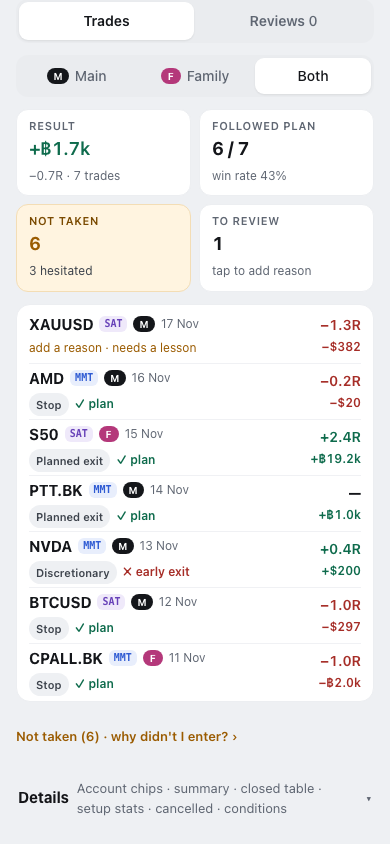 Trades Reviews 0
M Main F Family Both
RESULT FOLLOWED PLAN
+฿1.7k 6 / 7
−0.7R · 7 trades win rate 43%
NOT TAKEN TO REVIEW
6 1
3 hesitated tap to add reason
XAUUSD SAT M 17 Nov −1.3R
add a reason · needs a lesson −$382
AMD MMT M 16 Nov −0.2R
Stop ✓ plan −$20
S50 SAT F 15 Nov +2.4R
Planned exit ✓ plan +฿19.2k
PTT.BK MMT M 14 Nov —
Planned exit ✓ plan +฿1.0k
NVDA MMT M 13 Nov +0.4R
Discretionary ✕ early exit +$200
BTCUSD SAT M 12 Nov −1.0R
Stop ✓ plan −$297
CPALL.BK MMT F 11 Nov −1.0R
Stop ✓ plan −฿2.0k
Not taken (6) · why didn't I enter? ›
Details Account chips · summary · closed table · ▾
setup stats · cancelled · conditions